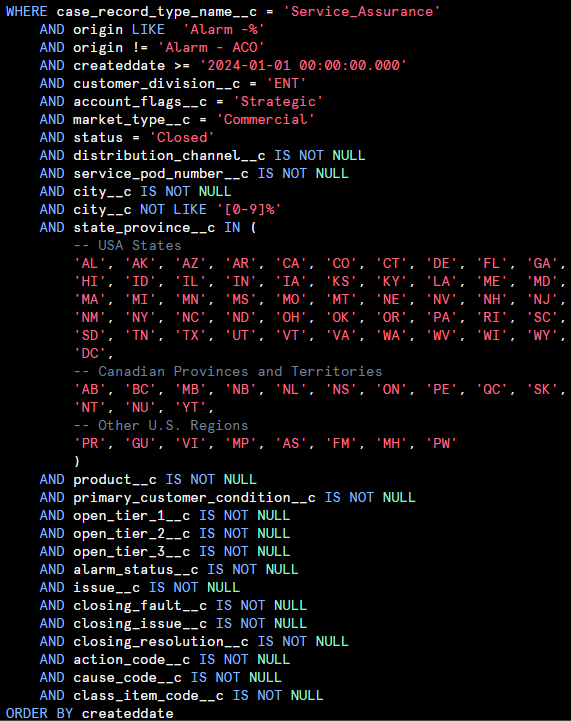 WHERE case_record_type_name__c = 'Service_Assurance'
AND origin LIKE  'Alarm -%'
AND origin != 'Alarm - ACO'
AND createddate >= '2024-01-01 00:00:00.000'
AND customer_division__c = 'ENT'
AND account_flags__c = 'Strategic'
AND market_type__c = 'Commercial'
AND status = 'Closed'
AND distribution_channel__c IS NOT NULL
AND service_pod_number__c IS NOT NULL
AND city__c IS NOT NULL
AND city__c NOT LIKE '[0-9]%'
AND state_province__c IN (
-- USA States
'AL', 'AK', 'AZ', 'AR', 'CA', 'CO', 'CT', 'DE', 'FL', 'GA',
'HI', 'ID', 'IL', 'IN', 'IA', 'KS', 'KY', 'LA', 'ME', 'MD',
'MA', 'MI', 'MN', 'MS', 'MO', 'MT', 'NE', 'NV', 'NH', 'NJ',
'NM', 'NY', 'NC', 'ND', 'OH', 'OK', 'OR', 'PA', 'RI', 'SC',
'SD', 'TN', 'TX', 'UT', 'VT', 'VA', 'WA', 'WV', 'WI', 'WY',
'DC',
-- Canadian Provinces and Territories
'AB', 'BC', 'MB', 'NB', 'NL', 'NS', 'ON', 'PE', 'QC', 'SK',
'NT', 'NU', 'YT',
-- Other U.S. Regions
'PR', 'GU', 'VI', 'MP', 'AS', 'FM', 'MH', 'PW'
)
AND product__c IS NOT NULL
AND primary_customer_condition__c IS NOT NULL
AND open_tier_1__c IS NOT NULL
AND open_tier_2__c IS NOT NULL
AND open_tier_3__c IS NOT NULL
AND alarm_status__c IS NOT NULL
AND issue__c IS NOT NULL
AND closing_fault__c IS NOT NULL
AND closing_issue__c IS NOT NULL
AND closing_resolution__c IS NOT NULL
AND action_code__c IS NOT NULL
AND cause_code__c IS NOT NULL
AND class_item_code__c IS NOT NULL
ORDER BY createddate